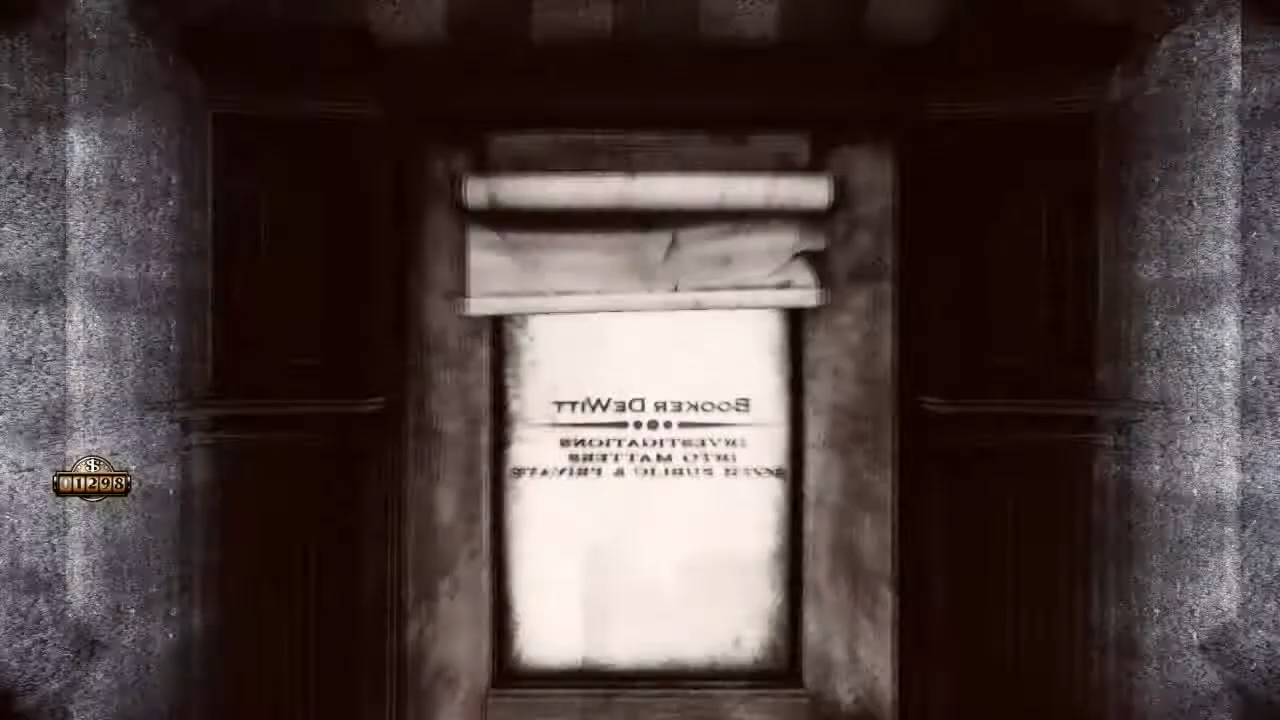 BOOKER DEWITT
INVESTIGATIONS
INTO MATTERS
BOTH PUBLIC & PRIVATE
$
01298